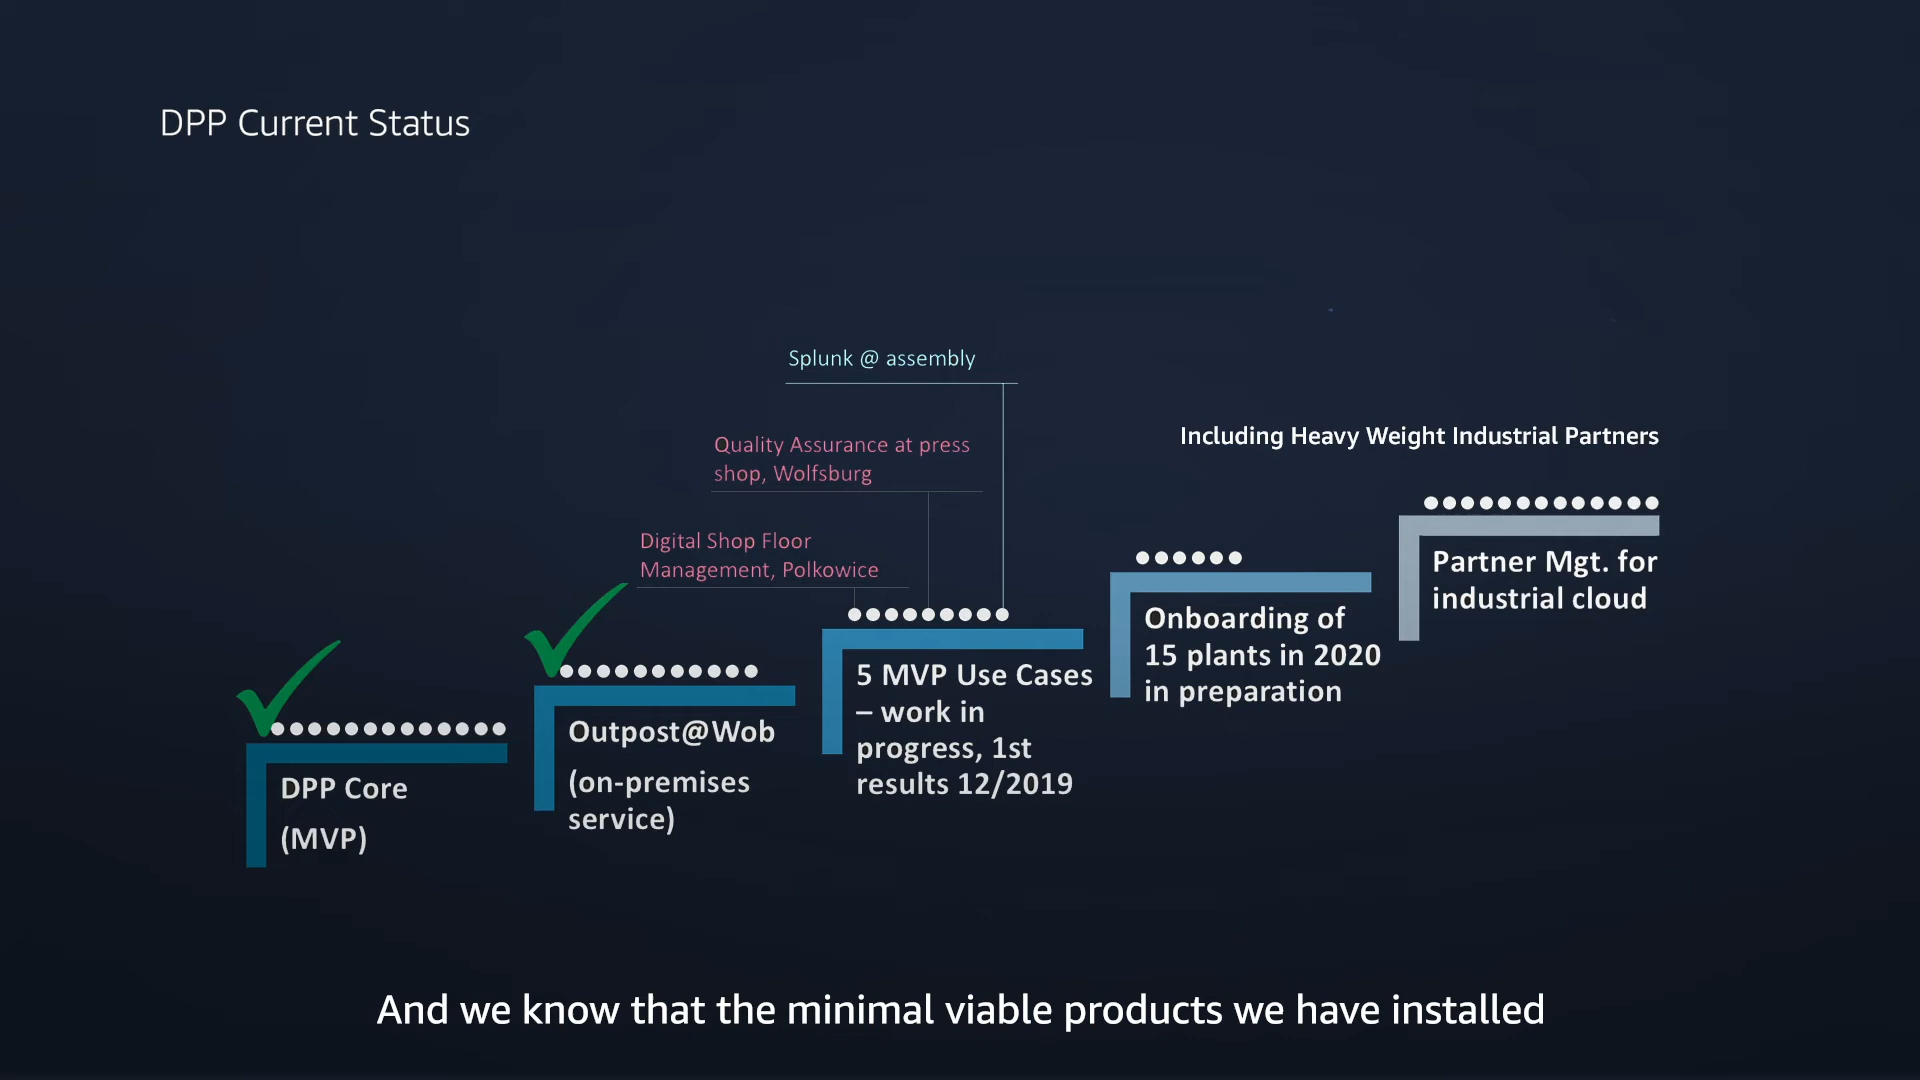 DPP Current Status
Splunk @ assembly
Quality Assurance at press
shop, Wolfsburg
Digital Shop Floor
Management, Polkowice
Including Heavy Weight Industrial Partners
DPP Core
(MVP)
Outpost@Wob
(on-premises
service)
5 MVP Use Cases
– work in
progress, 1st
results 12/2019
Onboarding of
15 plants in 2020
in preparation
Partner Mgt. for
industrial cloud
And we know that the minimal viable products we have installed